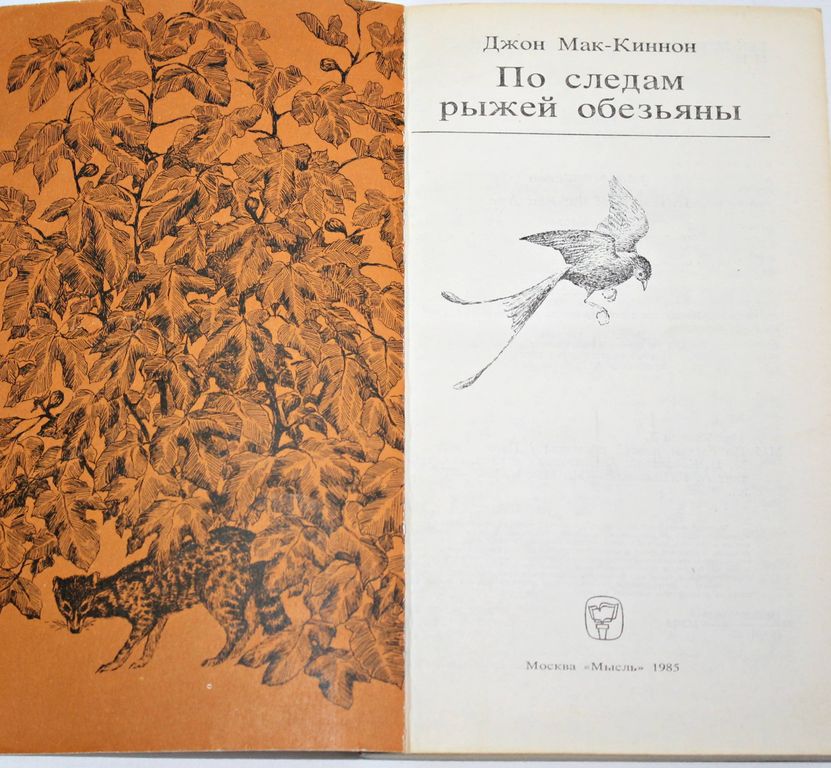 Джон Мак-Киннон
По следам
рыжей обезьяны
Москва «Мысль» 1985